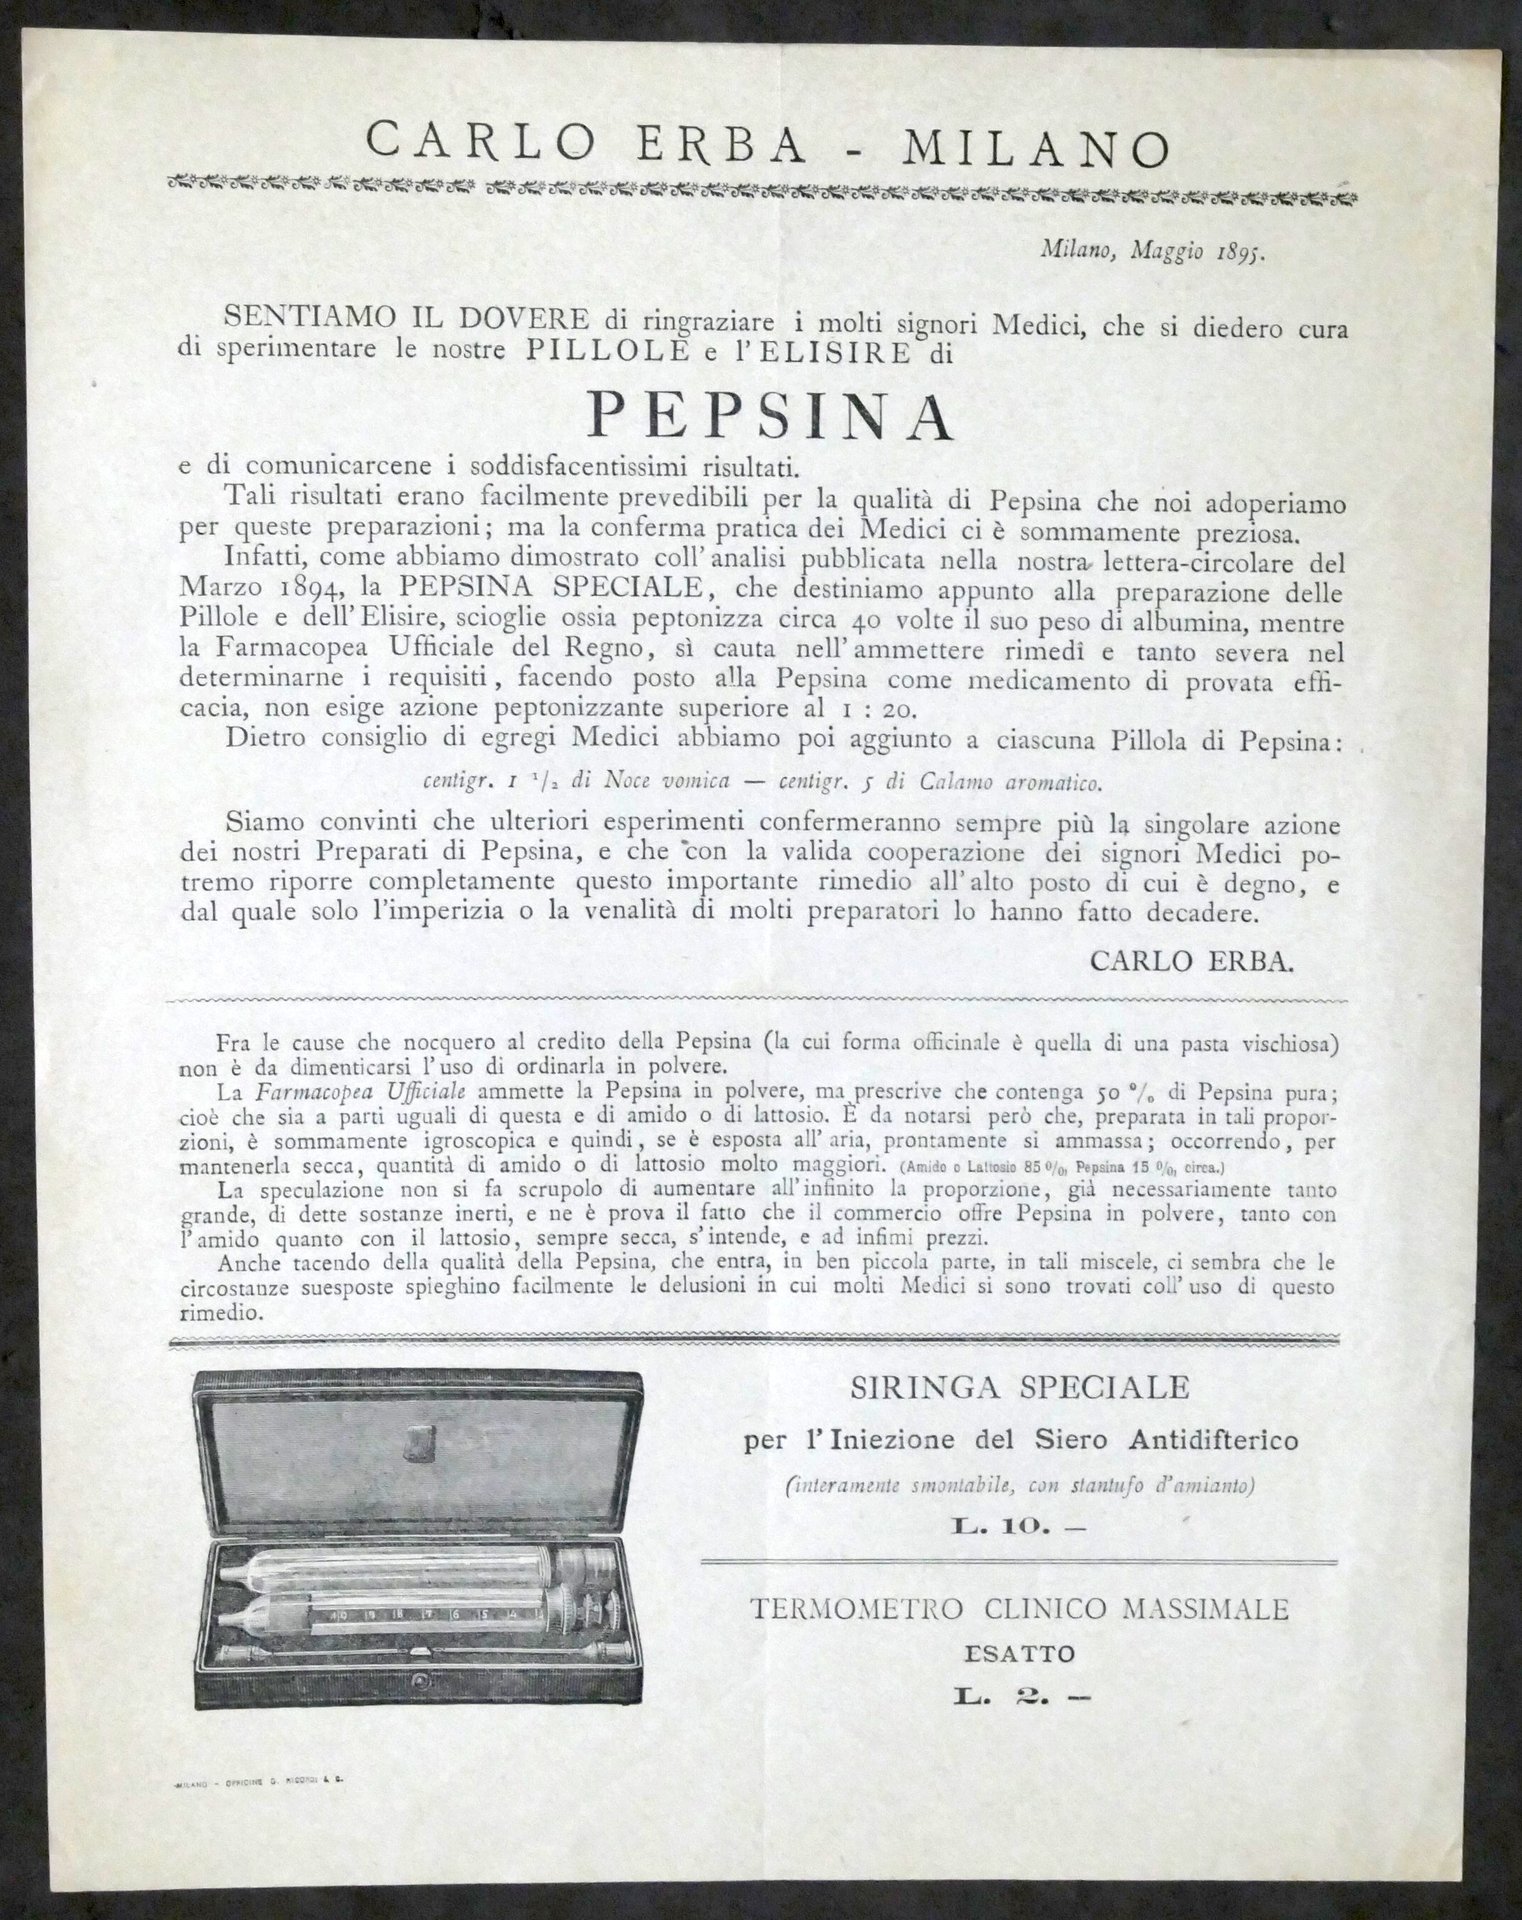 CARLO ERBA - MILANO
Milano, Maggio 1895.
SENTIAMO IL DOVERE di ringraziare i molti signori Medici, che si diedero cura
di sperimentare le nostre PILLOLE e l'ELISIRE di
PEPSINA
e di comunicarcene i soddisfacentissimi risultati.
Tali risultati erano facilmente prevedibili per la qualità di Pepsina che noi adoperiamo
per queste preparazioni; ma la conferma pratica dei Medici ci è sommamente preziosa.
Infatti, come abbiamo dimostrato coll'analisi pubblicata nella nostra lettera-circolare del
Marzo 1894, la PEPSINA SPECIALE, che destiniamo appunto alla preparazione delle
Pillole e dell'Elisire, scioglie ossia peptonizza circa 40 volte il suo peso di albumina, mentre
la Farmacopea Ufficiale del Regno, sì cauta nell'ammettere rimedî e tanto severa nel
determinarne i requisiti, facendo posto alla Pepsina come medicamento di provata effi-
cacia, non esige azione peptonizzante superiore al 1 : 20.
Dietro consiglio di egregi Medici abbiamo poi aggiunto a ciascuna Pillola di Pepsina:
centigr. 1 1/2 di Noce vomica — centigr. 5 di Calamo aromatico.
Siamo convinti che ulteriori esperimenti confermeranno sempre più la singolare azione
dei nostri Preparati di Pepsina, e che con la valida cooperazione dei signori Medici po-
tremo riporre completamente questo importante rimedio all'alto posto di cui è degno, e
dal quale solo l'imperizia o la venalità di molti preparatori lo hanno fatto decadere.
CARLO ERBA.
Fra le cause che nocquero al credito della Pepsina (la cui forma officinale è quella di una pasta vischiosa)
non è da dimenticarsi l'uso di ordinarla in polvere.
La Farmacopea Ufficiale ammette la Pepsina in polvere, ma prescrive che contenga 50 % di Pepsina pura;
cioè che sia a parti uguali di questa e di amido o di lattosio. È da notarsi però che, preparata in tali propor-
zioni, è sommamente igroscopica e quindi, se è esposta all'aria, prontamente si ammassa; occorrendo, per
mantenerla secca, quantità di amido o di lattosio molto maggiori. (Amido o Lattosio 85 %, Pepsina 15 %, circa.)
La speculazione non si fa scrupolo di aumentare all'infinito la proporzione, già necessariamente tanto
grande, di dette sostanze inerti, e ne è prova il fatto che il commercio offre Pepsina in polvere, tanto con
l'amido quanto con il lattosio, sempre secca, s'intende, e ad infimi prezzi.
Anche tacendo della qualità della Pepsina, che entra, in ben piccola parte, in tali miscele, ci sembra che le
circostanze suesposte spieghino facilmente le delusioni in cui molti Medici si sono trovati coll'uso di questo
rimedio.
SIRINGA SPECIALE
per l'Iniezione del Siero Antidifterico
(interamente smontabile, con stantufo d'amianto)
L. 10. —
TERMOMETRO CLINICO MASSIMALE
ESATTO
L. 2. —
MILANO - OFFICINE G. RICORDI & C.